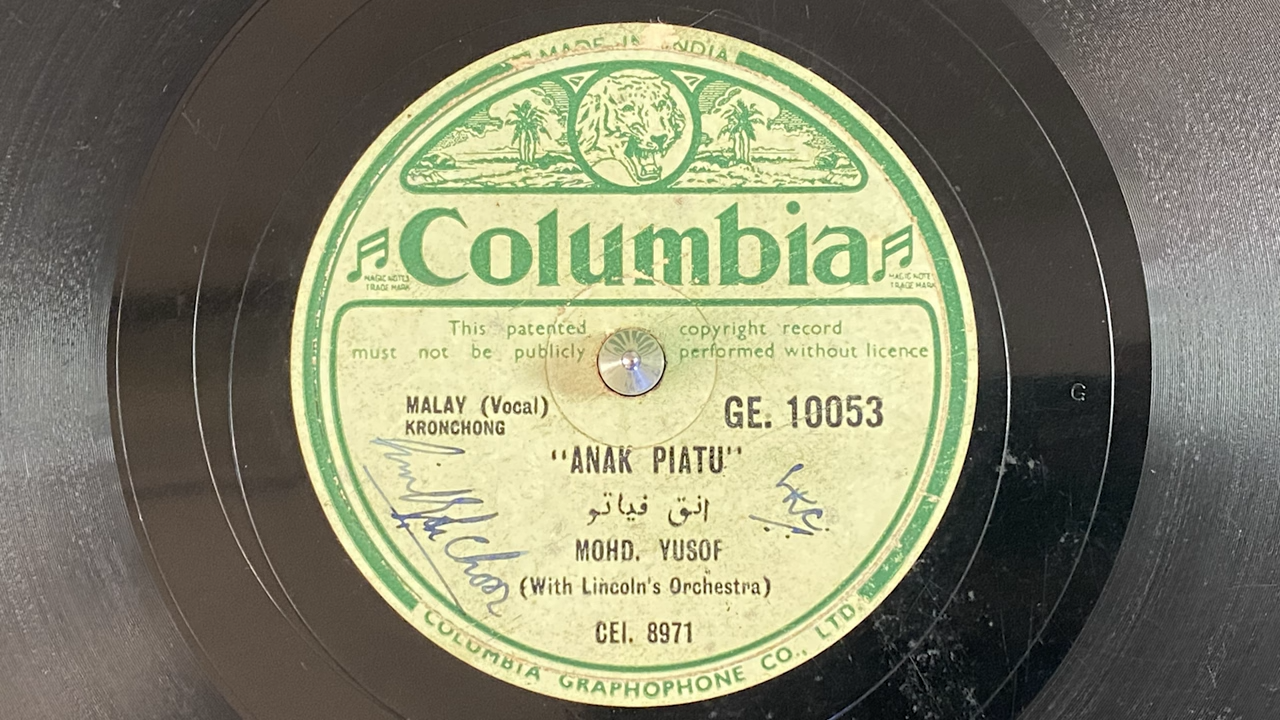 MADE IN INDIA
Columbia
MAGIC NOTES
TRADE MARK
MAGIC NOTES
TRADE MARK
This patented copyright record
must not be publicly performed without licence
MALAY (Vocal)
KRONCHONG
GE. 10053
"ANAK PIATU"
انق فياتو
MOHD. YUSOF
(With Lincoln's Orchestra)
CEI. 8971
COLUMBIA GRAPHOPHONE CO., LTD.
G